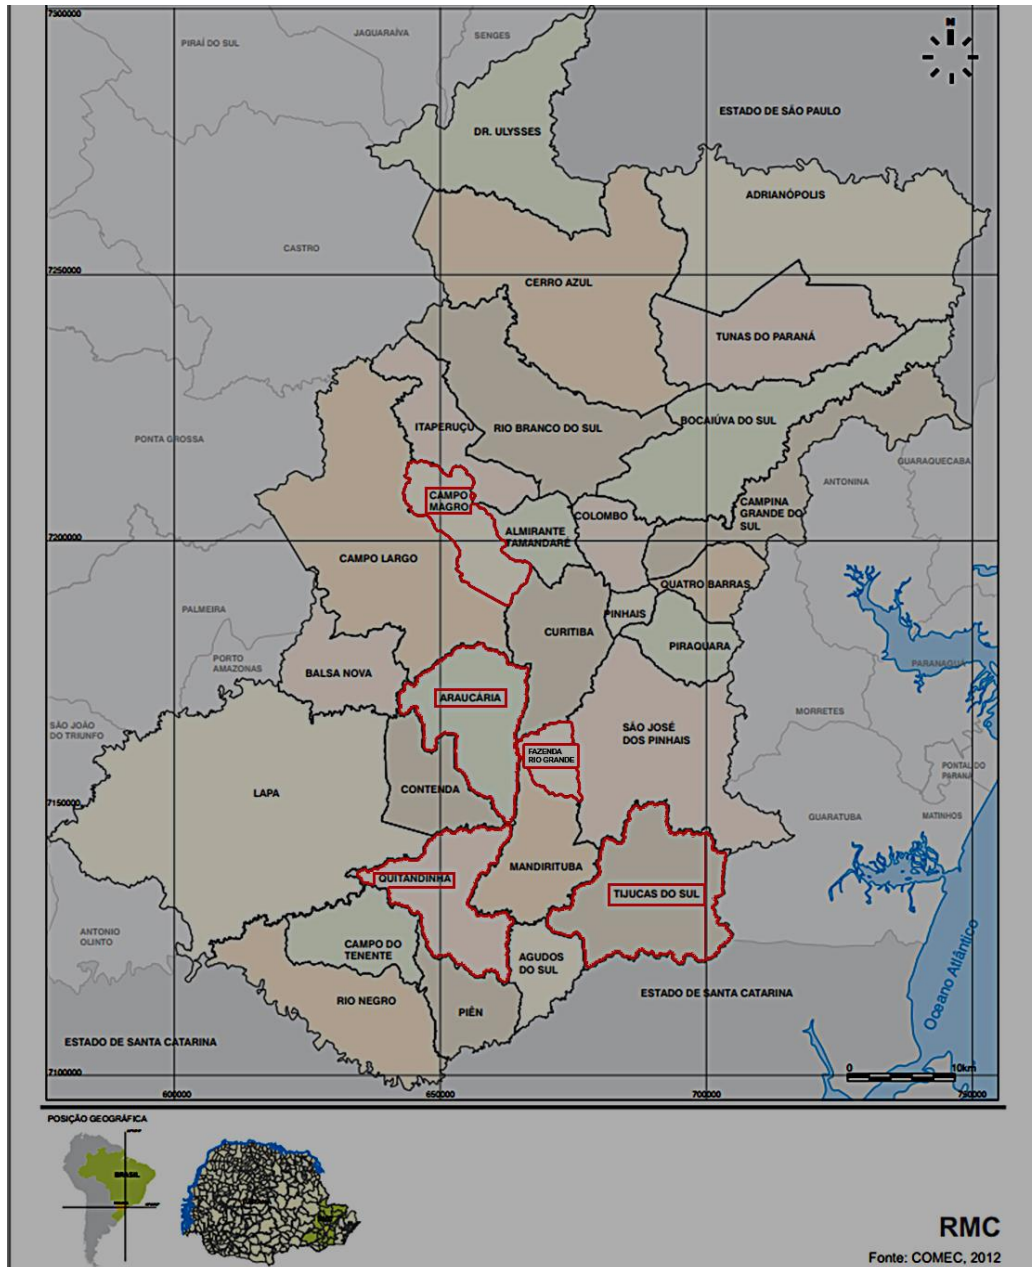 7300000
PIRAÍ DO SUL
JAQUARAÍVA
SENGES
N
DR. ULYSSES
ESTADO DE SÃO PAULO
ADRIANÓPOLIS
CASTRO
7250000
CERRO AZUL
TUNAS DO PARANÁ
ITAPERUÇU
RIO BRANCO DO SUL
BOCAIÚVA DO SUL
PONTA GROSSA
GUARAQUECABA
ANTONINA
CAMPO
MAGRO
CAMPINA
GRANDE DO
SUL
COLOMBO
ALMIRANTE
TAMANDARÉ
7200000
CAMPO LARGO
QUATRO BARRAS
PALMEIRA
PINHAIS
CURITIBA
PIRAQUARA
PORTO
AMAZONAS
BALSA NOVA
PARANAGUÁ
ARAUCÁRIA
MORRETES
SÃO JOÃO
DO TRIUNFO
SÃO JOSÉ
DOS PINHAIS
FAZENDA
RIO GRANDE
PONTAL DO
PARANÁ
LAPA
CONTENDA
7150000
GUARATUBA
MATINHOS
MANDIRITUBA
QUITANDINHA
TIJUCAS DO SUL
ANTONIO
OLINTO
CAMPO DO
TENENTE
AGUDOS
DO SUL
Oceano Atlântico
ESTADO DE SANTA CATARINA
RIO NEGRO
PIÊN
ESTADO DE SANTA CATARINA
0
10km
7100000
600000
650000
700000
750000
POSIÇÃO GEOGRÁFICA
BRASIL
RMC
Fonte: COMEC, 2012